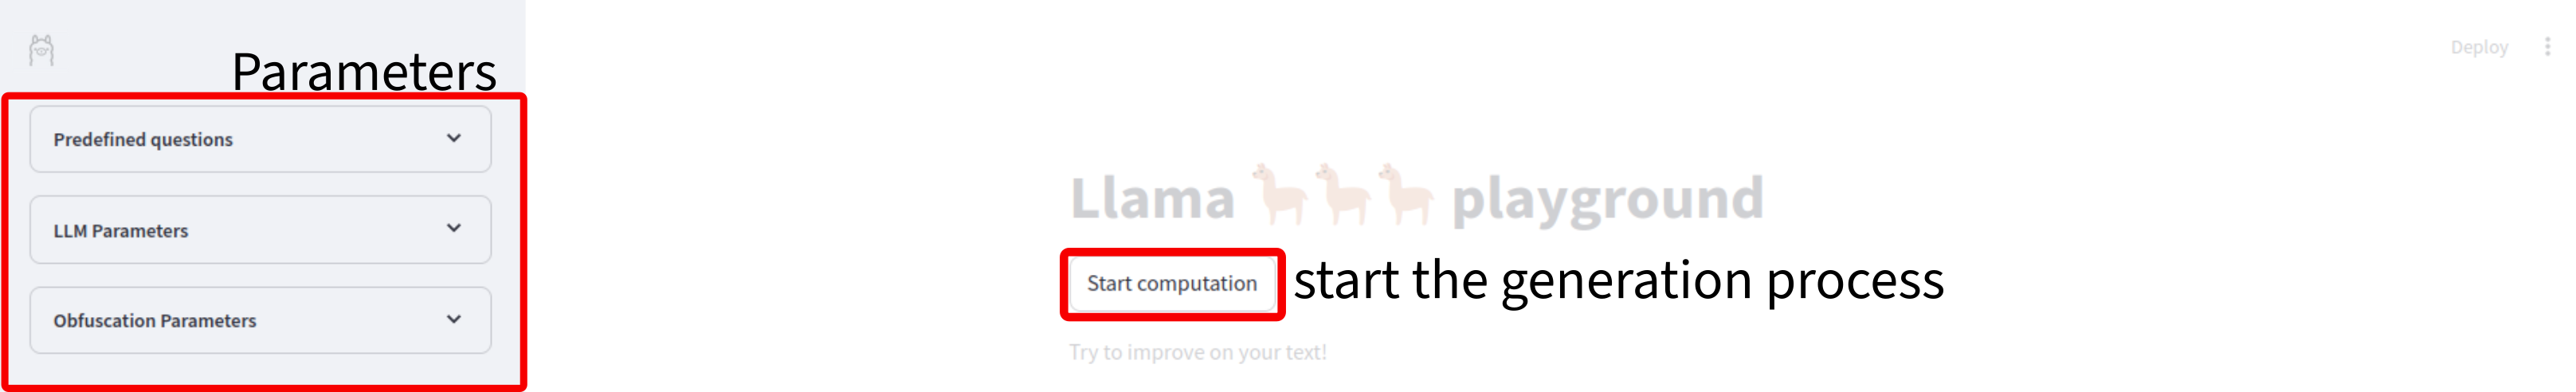 Parameters
Predefined questions
LLM Parameters
Obfuscation Parameters
Deploy
Llama playground
Start computation
start the generation process
Try to improve on your text!